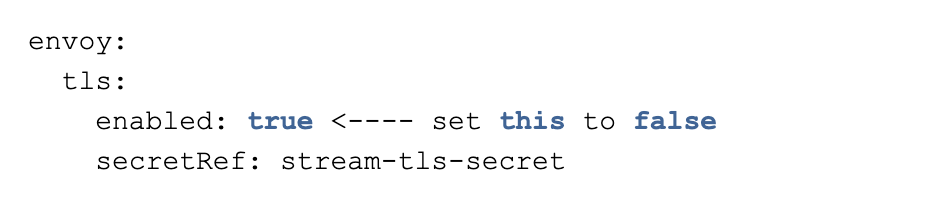 envoy:
  tls:
    enabled: true <---- set this to false
    secretRef: stream-tls-secret